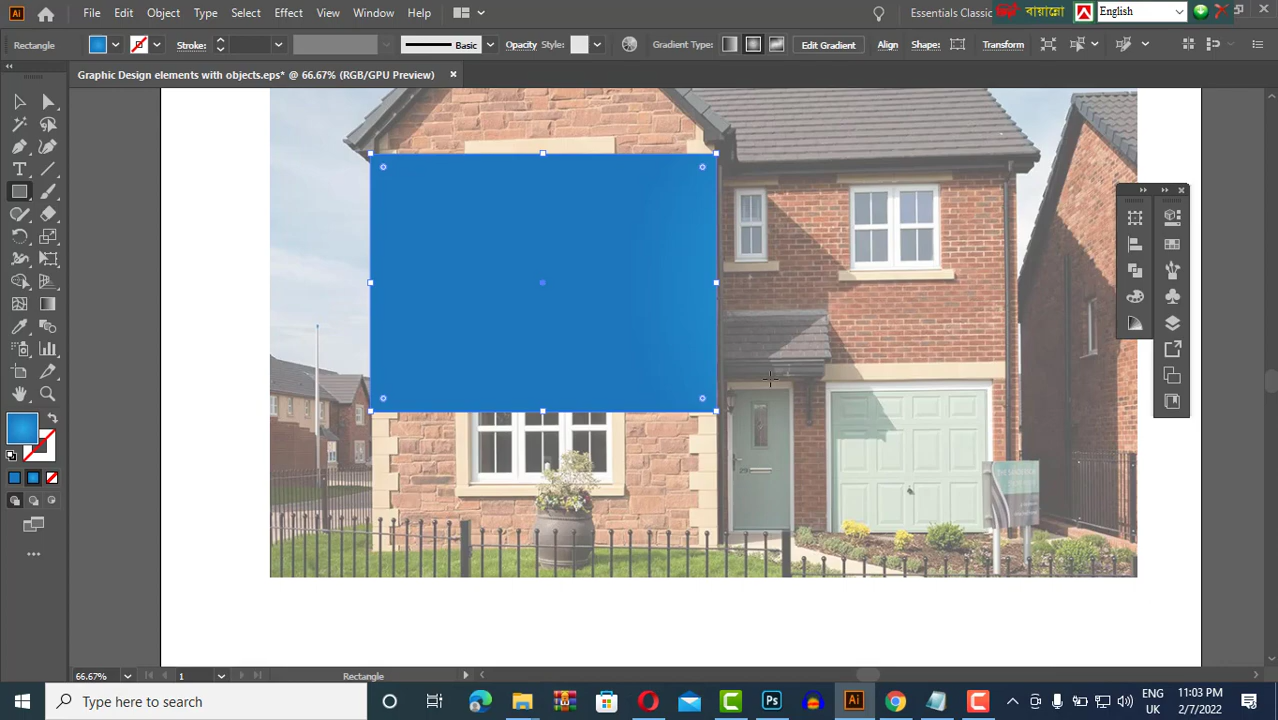 Ai File Edit Object Type Select Effect View Window Help Essentials Classic বায়ান্নো English
Rectangle Stroke: Basic Opacity Style: Gradient Type: Edit Gradient Align Shape: Transform
Graphic Design elements with objects.eps* @ 66.67% (RGB/GPU Preview)
66.67% 1 Rectangle
Type here to search Ps Ai ENG UK 11:03 PM 2/7/2022